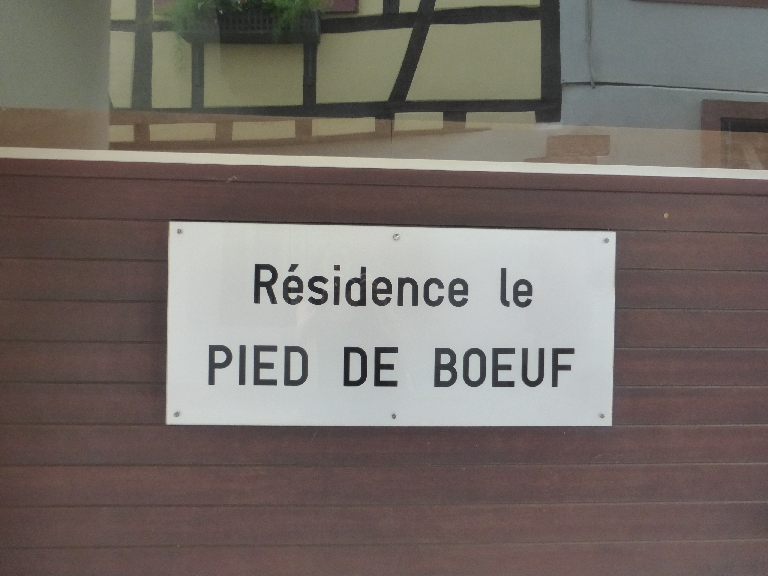 Résidence le
PIED DE BOEUF